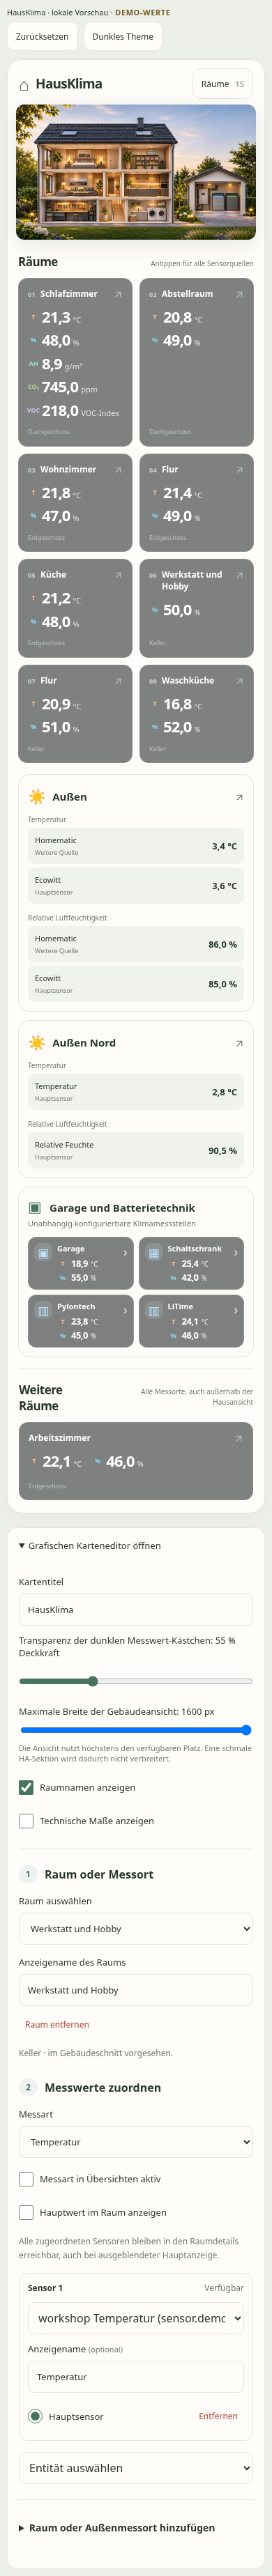 HausKlima · lokale Vorschau · DEMO-WERTE
Zurücksetzen Dunkles Theme
HausKlima Räume 15
Räume Antippen für alle Sensorquellen
01 Schlafzimmer
T 21,3 °C
% 48,0 %
AH 8,9 g/m³
CO₂ 745,0 ppm
VOC 218,0 VOC-Index
Dachgeschoss
02 Abstellraum
T 20,8 °C
% 49,0 %
Dachgeschoss
03 Wohnzimmer
T 21,8 °C
% 47,0 %
Erdgeschoss
04 Flur
T 21,4 °C
% 49,0 %
Erdgeschoss
05 Küche
T 21,2 °C
% 48,0 %
Erdgeschoss
06 Werkstatt und
Hobby
% 50,0 %
Keller
07 Flur
T 20,9 °C
% 51,0 %
Keller
08 Waschküche
T 16,8 °C
% 52,0 %
Keller
Außen
Temperatur
Homematic
Weitere Quelle
3,4 °C
Ecowitt
Hauptsensor
3,6 °C
Relative Luftfeuchtigkeit
Homematic
Weitere Quelle
86,0 %
Ecowitt
Hauptsensor
85,0 %
Außen Nord
Temperatur
Temperatur
Hauptsensor
2,8 °C
Relative Luftfeuchtigkeit
Relative Feuchte
Hauptsensor
90,5 %
Garage und Batterietechnik
Unabhängig konfigurierbare Klimamessstellen
Garage
T 18,9 °C
% 55,0 %
Schaltschrank
T 25,4 °C
% 42,0 %
Pylontech
T 23,8 °C
% 45,0 %
LiTime
T 24,1 °C
% 46,0 %
Weitere
Räume
Alle Messorte, auch außerhalb der
Hausansicht
Arbeitszimmer
T 22,1 °C % 46,0 %
Erdgeschoss
Grafischen Karteneditor öffnen
Kartentitel
HausKlima
Transparenz der dunklen Messwert-Kästchen: 55 %
Deckkraft
Maximale Breite der Gebäudeansicht: 1600 px
Die Ansicht nutzt höchstens den verfügbaren Platz. Eine schmale
HA-Sektion wird dadurch nicht verbreitert.
Raumnamen anzeigen
Technische Maße anzeigen
1 Raum oder Messort
Raum auswählen
Werkstatt und Hobby
Anzeigename des Raums
Werkstatt und Hobby
Raum entfernen
Keller · im Gebäudeschnitt vorgesehen.
2 Messwerte zuordnen
Messart
Temperatur
Messart in Übersichten aktiv
Hauptwert im Raum anzeigen
Alle zugeordneten Sensoren bleiben in den Raumdetails
erreichbar, auch bei ausgeblendeter Hauptanzeige.
Sensor 1 Verfügbar
workshop Temperatur (sensor.demo
Anzeigename (optional)
Temperatur
Hauptsensor Entfernen
Entität auswählen
Raum oder Außenmessort hinzufügen